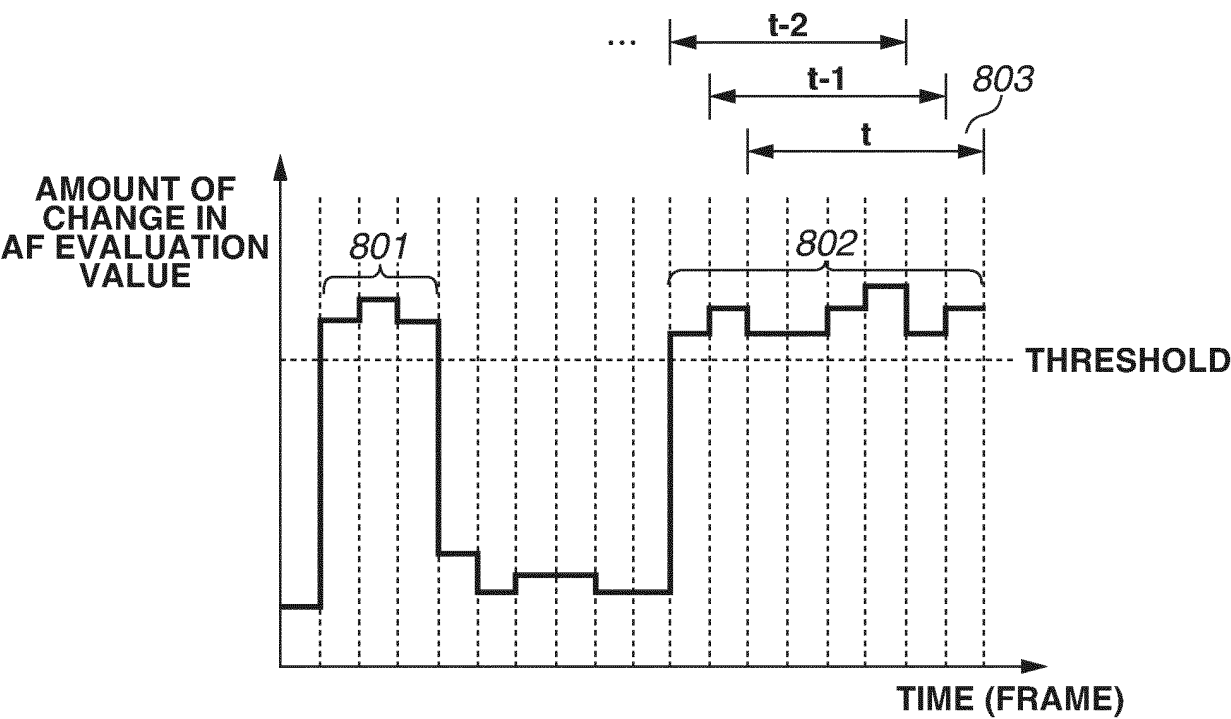 ... t-2
t-1
803
t
AMOUNT OF
CHANGE IN
AF EVALUATION
VALUE
801
802
THRESHOLD
TIME (FRAME)